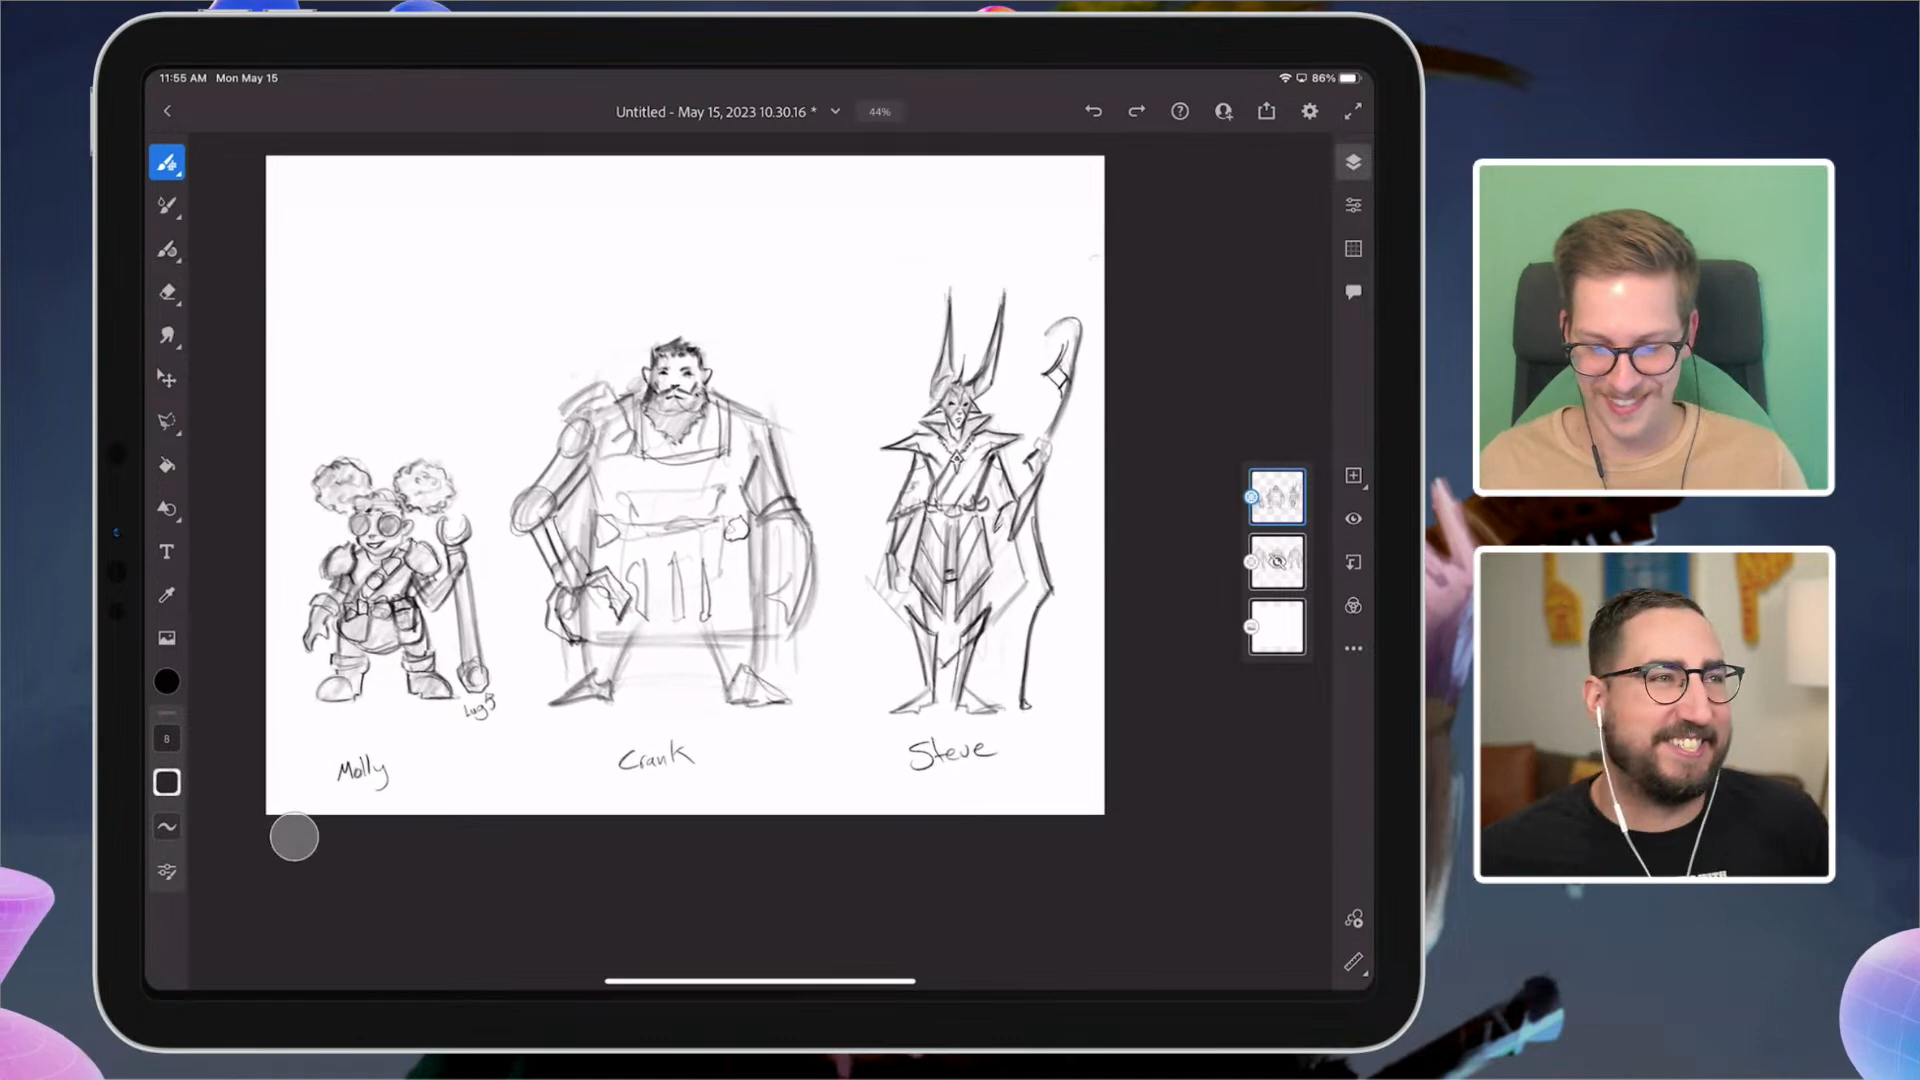 11:55 AM Mon May 15
86%
Untitled - May 15, 2023 10.30.16 *
44%
T
8
Lug
Molly
Crank
Steve